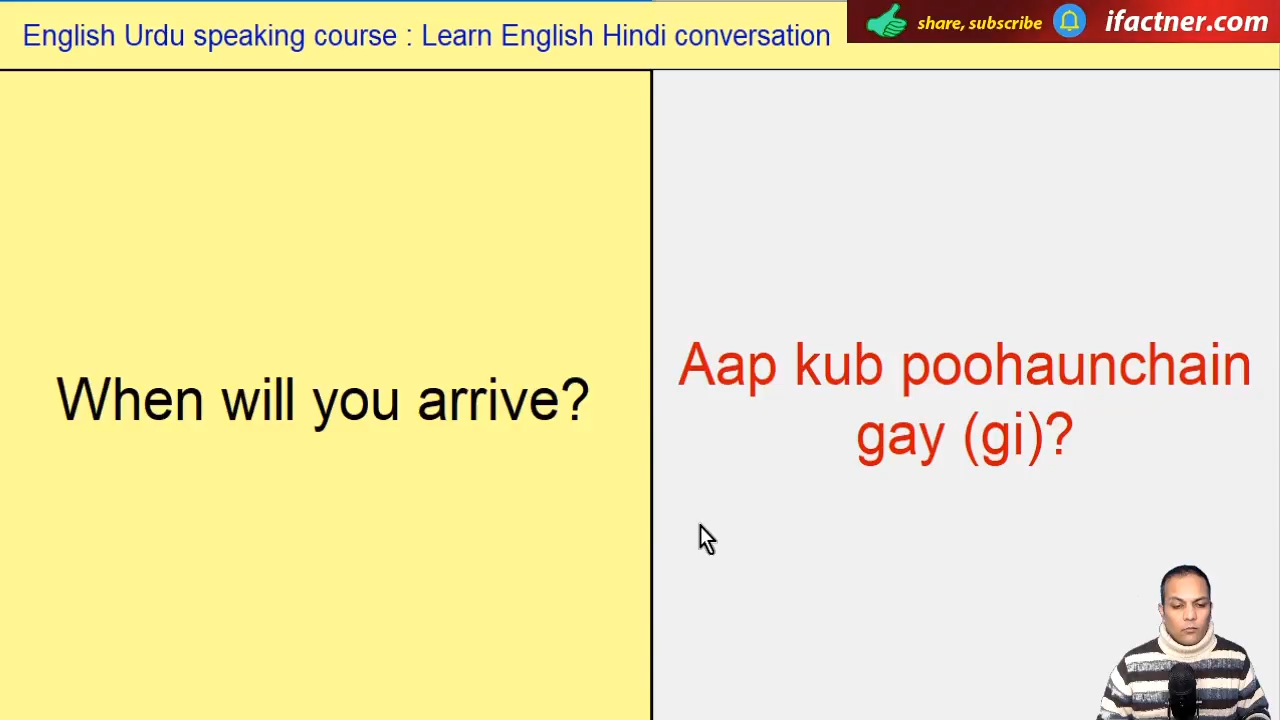 English Urdu speaking course : Learn English Hindi conversation
share, subscribe
ifactner.com
When will you arrive?
Aap kub poohaunchain
gay (gi)?